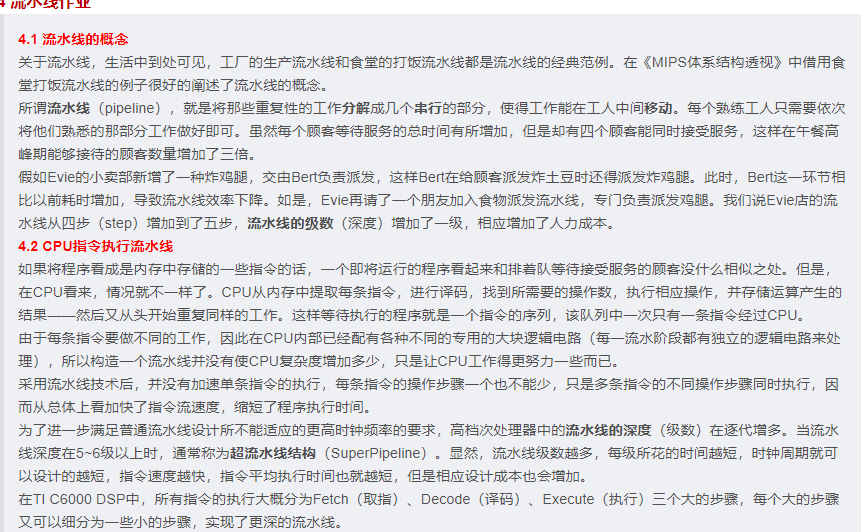 4 流水线作业
4.1 流水线的概念
关于流水线，生活中到处可见，工厂的生产流水线和食堂的打饭流水线都是流水线的经典范例。在《MIPS体系结构透视》中借用食
堂打饭流水线的例子很好的阐述了流水线的概念。
所谓流水线（pipeline），就是将那些重复性的工作分解成几个串行的部分，使得工作能在工人中间移动。每个熟练工人只需要依次
将他们熟悉的那部分工作做好即可。虽然每个顾客等待服务的总时间有所增加，但是却有四个顾客能同时接受服务，这样在午餐高
峰期能够接待的顾客数量增加了三倍。
假如Evie的小卖部新增了一种炸鸡腿，交由Bert负责派发，这样Bert在给顾客派发炸土豆时还得派发炸鸡腿。此时，Bert这一环节相
比以前耗时增加，导致流水线效率下降。如是，Evie再请了一个朋友加入食物派发流水线，专门负责派发鸡腿。我们说Evie店的流
水线从四步（step）增加到了五步，流水线的级数（深度）增加了一级，相应增加了人力成本。
4.2 CPU指令执行流水线
如果将程序看成是内存中存储的一些指令的话，一个即将运行的程序看起来和排着队等待接受服务的顾客没什么相似之处。但是，
在CPU看来，情况就不一样了。CPU从内存中提取每条指令，进行译码，找到所需要的操作数，执行相应操作，并存储运算产生的
结果——然后又从头开始重复同样的工作。这样等待执行的程序就是一个指令的序列，该队列中一次只有一条指令经过CPU。
由于每条指令要做不同的工作，因此在CPU内部已经配有各种不同的专用的大块逻辑电路（每一流水阶段都有独立的逻辑电路来处
理），所以构造一个流水线并没有使CPU复杂度增加多少，只是让CPU工作得更努力一些而已。
采用流水线技术后，并没有加速单条指令的执行，每条指令的操作步骤一个也不能少，只是多条指令的不同操作步骤同时执行，因
而从总体上看加快了指令流速度，缩短了程序执行时间。
为了进一步满足普通流水线设计所不能适应的更高时钟频率的要求，高档次处理器中的流水线的深度（级数）在逐代增多。当流水
线深度在5~6级以上时，通常称为超流水线结构（SuperPipeline）。显然，流水线级数越多，每级所花的时间越短，时钟周期就可
以设计的越短，指令速度越快，指令平均执行时间也就越短，但是相应设计成本也会增加。
在TI C6000 DSP中，所有指令的执行大概分为Fetch（取指）、Decode（译码）、Execute（执行）三个大的步骤，每个大的步骤
又可以细分为一些小的步骤，实现了更深的流水线。